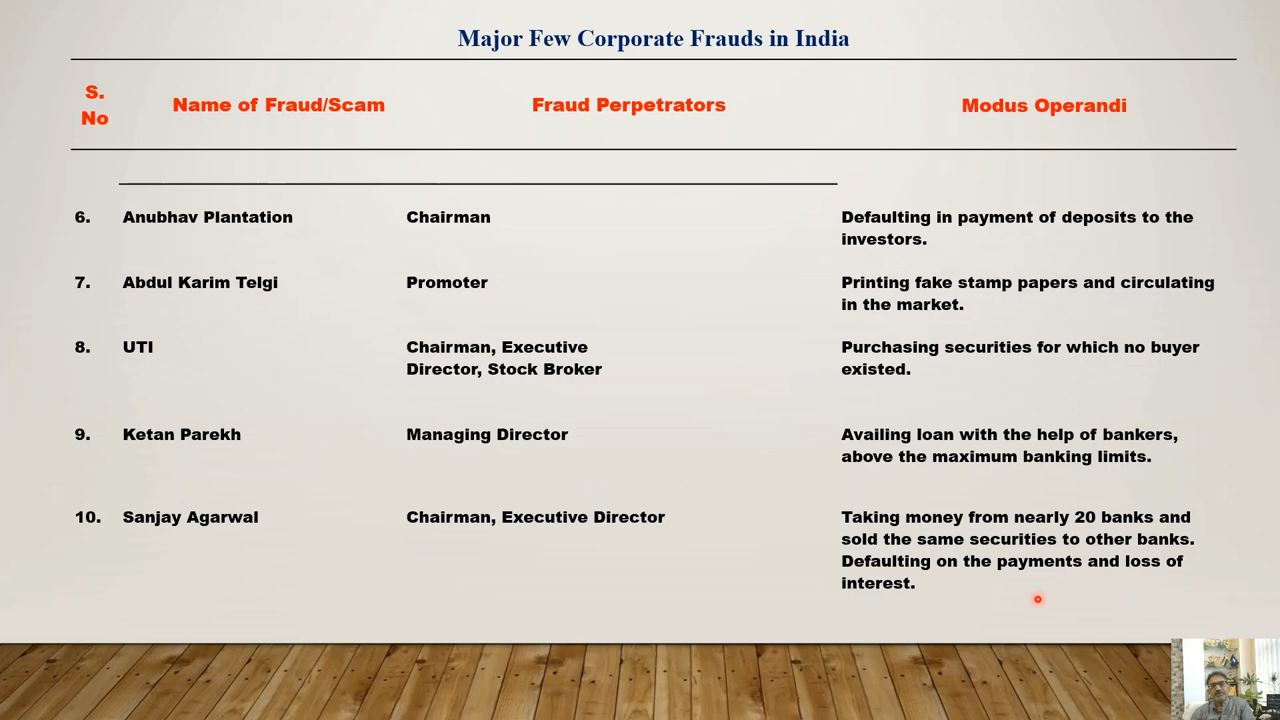 Major Few Corporate Frauds in India
S.
No
Name of Fraud/Scam
Fraud Perpetrators
Modus Operandi
6.
Anubhav Plantation
Chairman
Defaulting in payment of deposits to the
investors.
7.
Abdul Karim Telgi
Promoter
Printing fake stamp papers and circulating
in the market.
8.
UTI
Chairman, Executive
Director, Stock Broker
Purchasing securities for which no buyer
existed.
9.
Ketan Parekh
Managing Director
Availing loan with the help of bankers,
above the maximum banking limits.
10.
Sanjay Agarwal
Chairman, Executive Director
Taking money from nearly 20 banks and
sold the same securities to other banks.
Defaulting on the payments and loss of
interest.